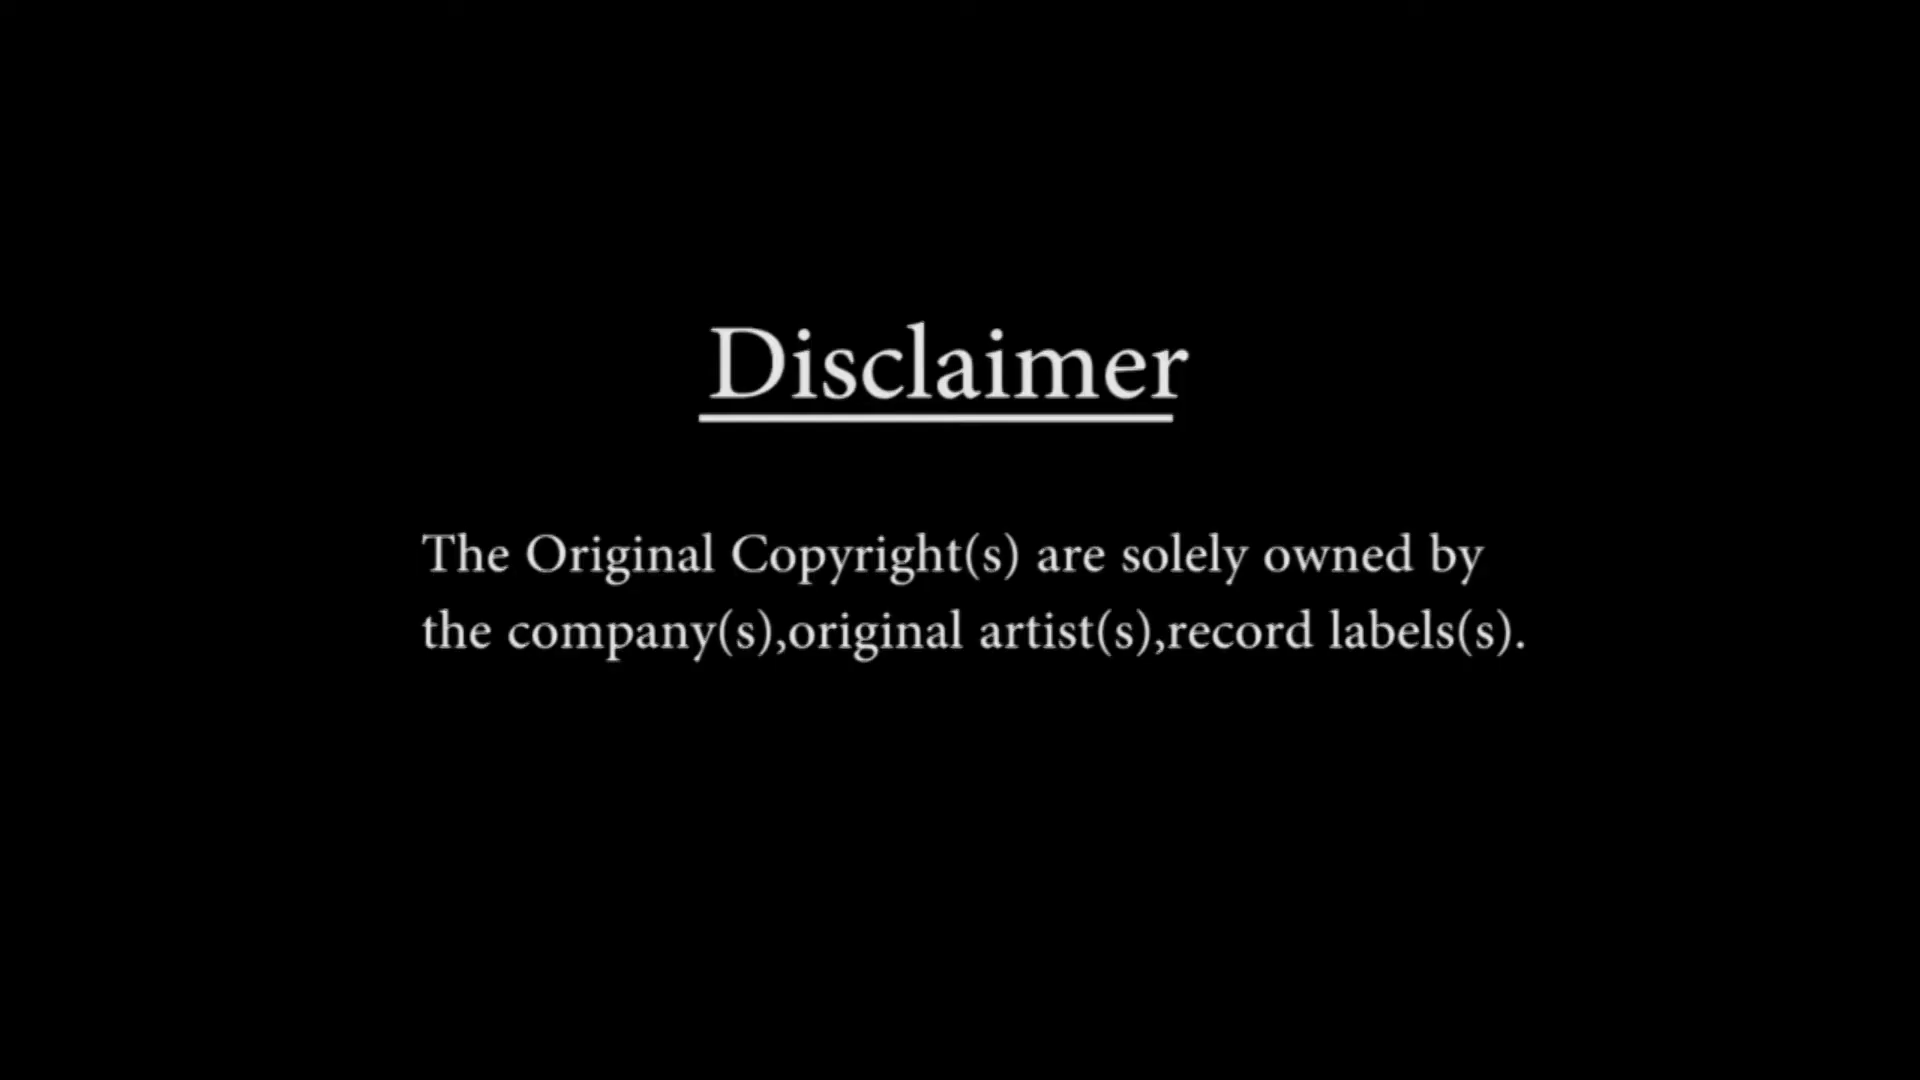 Disclaimer
The Original Copyright(s) are solely owned by
the company(s),original artist(s),record labels(s).